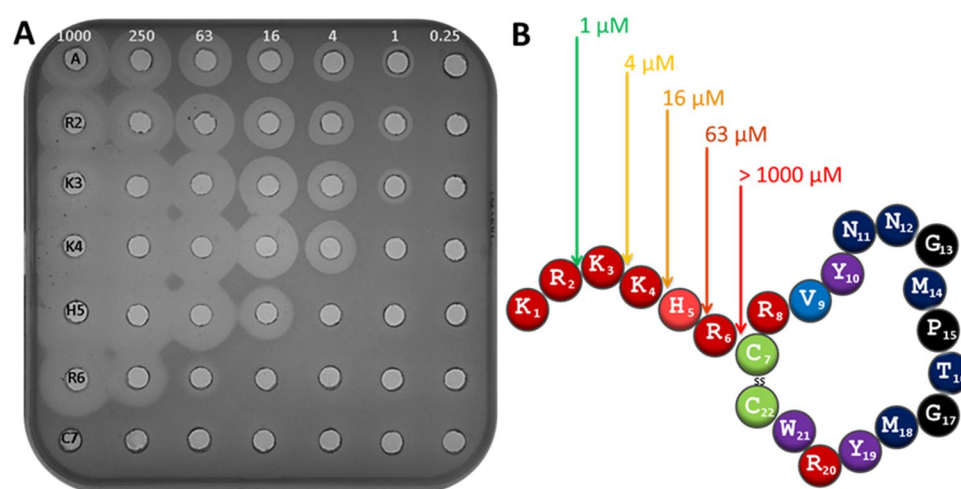 A
1000 250 63 16 4 1 0.25
A
R2
K3
K4
H5
R6
C7
B
1 µM
4 µM
16 µM
63 µM
> 1000 µM
K1
R2
K3
K4
H5
R6
C7
R8
V9
Y10
N11
N12
G13
M14
P15
G17
M18
Y19
R20
W21
C22
SS